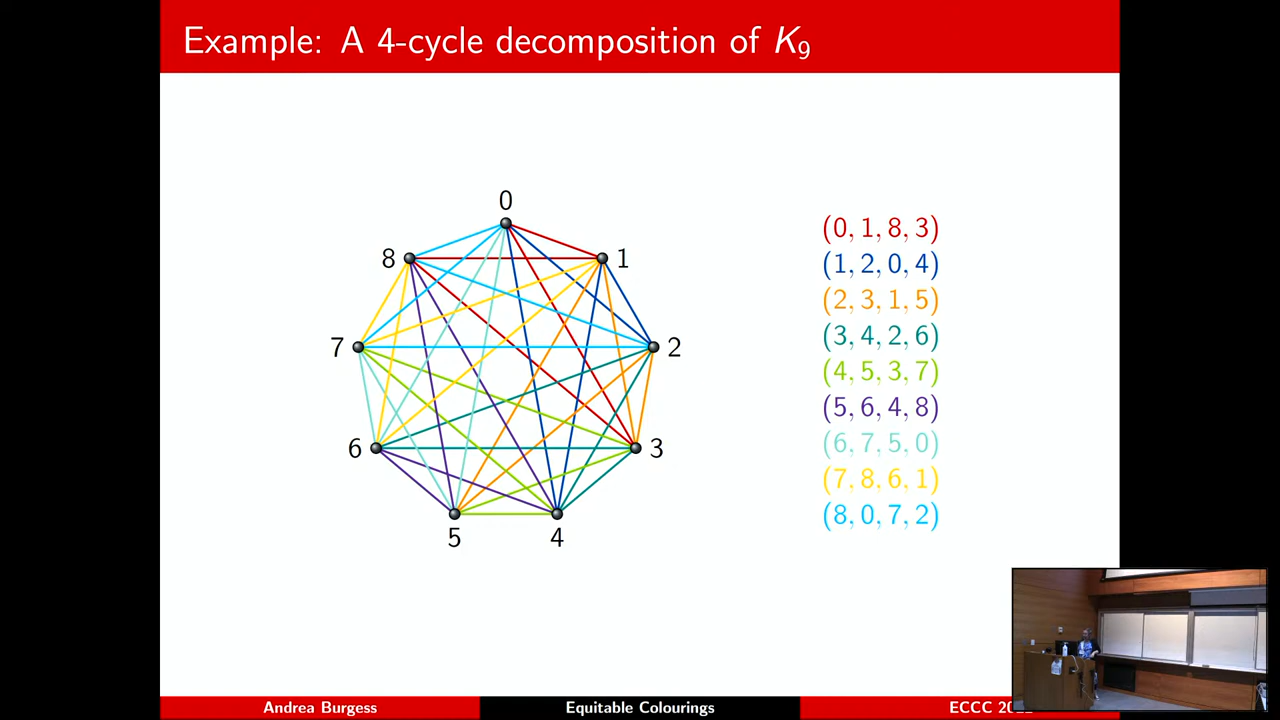 Example: A 4-cycle decomposition of K₉
0
8
1
7
2
6
3
5
4
(0, 1, 8, 3)
(1, 2, 0, 4)
(2, 3, 1, 5)
(3, 4, 2, 6)
(4, 5, 3, 7)
(5, 6, 4, 8)
(6, 7, 5, 0)
(7, 8, 6, 1)
(8, 0, 7, 2)
Andrea Burgess
Equitable Colourings
ECCC